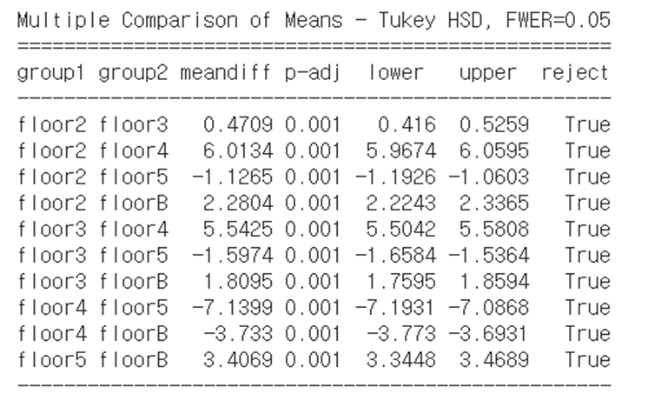 Multiple Comparison of Means - Tukey HSD, FWER=0.05
====================================================
group1 group2 meandiff p-adj lower upper reject
----------------------------------------------------
floor2 floor3 0.4709 0.001 0.416 0.5259 True
floor2 floor4 6.0134 0.001 5.9674 6.0595 True
floor2 floor5 -1.1265 0.001 -1.1926 -1.0603 True
floor2 floorB 2.2804 0.001 2.2243 2.3365 True
floor3 floor4 5.5425 0.001 5.5042 5.5808 True
floor3 floor5 -1.5974 0.001 -1.6584 -1.5364 True
floor3 floorB 1.8095 0.001 1.7595 1.8594 True
floor4 floor5 -7.1399 0.001 -7.1931 -7.0868 True
floor4 floorB -3.733 0.001 -3.773 -3.6931 True
floor5 floorB 3.4069 0.001 3.3448 3.4689 True
----------------------------------------------------